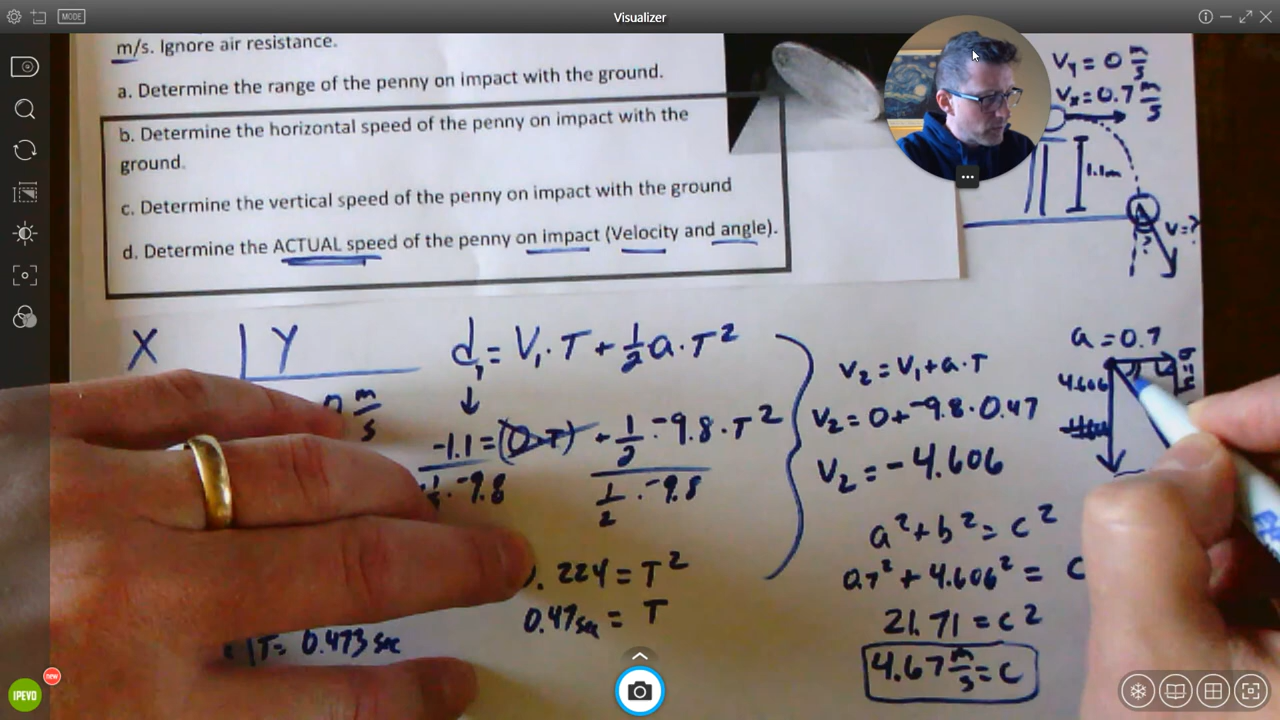 Visualizer
MODE
m/s. Ignore air resistance.
a. Determine the range of the penny on impact with the ground.
b. Determine the horizontal speed of the penny on impact with the
ground.
c. Determine the vertical speed of the penny on impact with the ground
d. Determine the ACTUAL speed of the penny on impact (Velocity and angle).
Vy = 0 m/s
Vx = 0.7 m/s
1.1m
V=?
?
X | Y
m/s
d₁ = V₁·T + ½a·T²
-1.1 = (0·T) + ½·-9.8·T²
½·-9.8 ½·-9.8
.224 = T²
0.47sec = T
T= 0.473 sec
V₂ = V₁ + a·T
V₂ = 0 + -9.8·0.47
V₂ = -4.606
a² + b² = c²
0.7² + 4.606² = C
21.71 = c²
4.67 m/s = C
a = 0.7
4.606
IPEVO
new